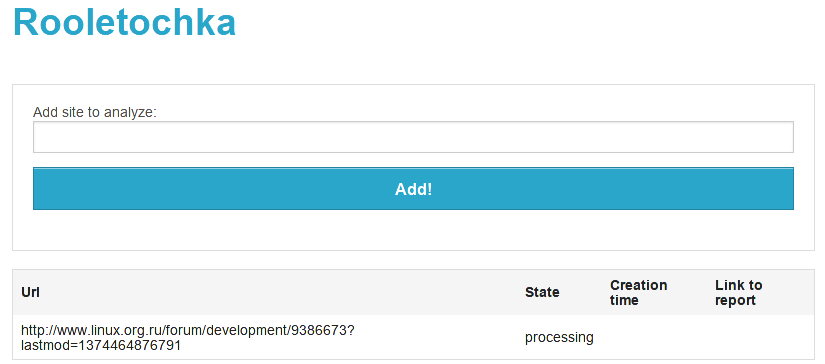 Rooletochka
Add site to analyze:
Add!
Url State Creation time Link to report
http://www.linux.org.ru/forum/development/9386673?
lastmod=1374464876791 processing